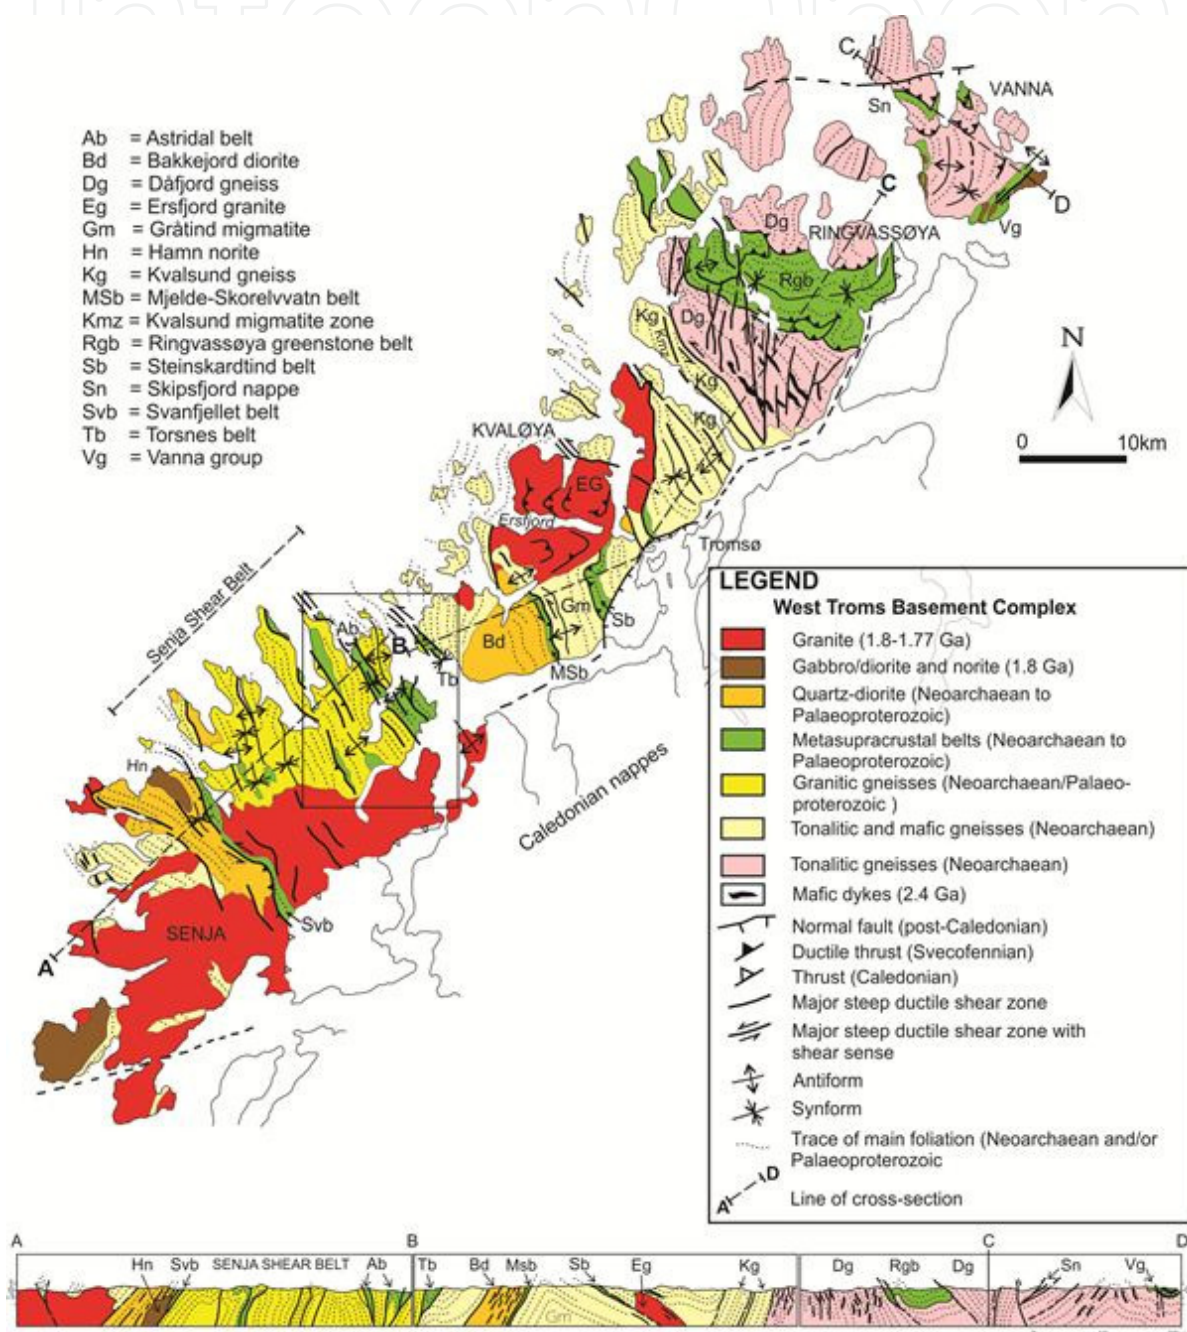 C
VANNA
Sn
Ab = Astridal belt
Bd = Bakkejord diorite
Dg = Dåfjord gneiss
Eg = Ersfjord granite
Gm = Gråtind migmatite
Hn = Hamn norite
Kg = Kvalsund gneiss
MSb = Mjelde-Skorelvvatn belt
Kmz = Kvalsund migmatite zone
Rgb = Ringvassøya greenstone belt
Sb = Steinskardtind belt
Sn = Skipsfjord nappe
Svb = Svanfjellet belt
Tb = Torsnes belt
Vg = Vanna group
C
D
Dg
Vg
RINGVASSØYA
Rgb
Kg
Dg
Kmz
N
Kg
Kg
0 10km
KVALØYA
EG
Ersfjord
Tromsø
Senja Shear Belt
Gm
Ab
Sb
B
Bd
Tb
MSb
Hn
Caledonian nappes
Svb
SENJA
A
LEGEND
West Troms Basement Complex
Granite (1.8-1.77 Ga)
Gabbro/diorite and norite (1.8 Ga)
Quartz-diorite (Neoarchaean to
Palaeoproterozoic)
Metasupracrustal belts (Neoarchaean to
Palaeoproterozoic)
Granitic gneisses (Neoarchaean/Palaeo-
proterozoic )
Tonalitic and mafic gneisses (Neoarchaean)
Tonalitic gneisses (Neoarchaean)
Mafic dykes (2.4 Ga)
Normal fault (post-Caledonian)
Ductile thrust (Svecofennian)
Thrust (Caledonian)
Major steep ductile shear zone
Major steep ductile shear zone with
shear sense
Antiform
Synform
Trace of main foliation (Neoarchaean and/or
Palaeoproterozoic
A D
Line of cross-section
A B C D
Hn Svb SENJA SHEAR BELT Ab Tb Bd Msb Sb Eg Kg Dg Rgb Dg Sn Vg
Gm